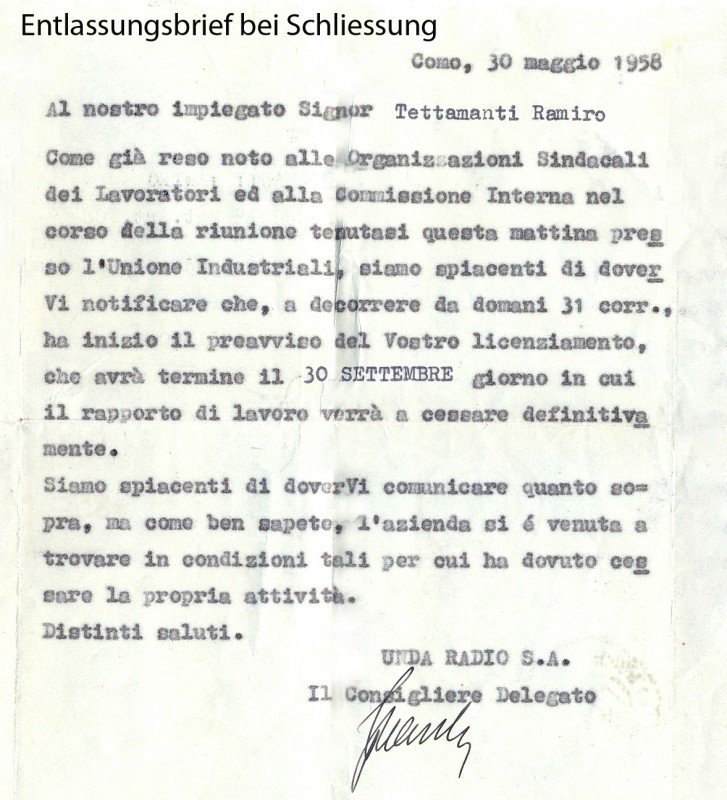 Entlassungsbrief bei Schliessung
Como, 30 maggio 1958
Al nostro impiegato Signor Tettamanti Ramiro
Come già reso noto alle Organizzazioni Sindacali
dei Lavoratori ed alla Commissione Interna nel
corso della riunione tenutasi questa mattina pres
so l'Unione Industriali, siamo spiacenti di dover
Vi notificare che, a decorrere da domani 31 corr.,
ha inizio il preavviso del Vostro licenziamento,
che avrà termine il 30 SETTEMBRE giorno in cui
il rapporto di lavoro verrà a cessare definitiva
mente.
Siamo spiacenti di doverVi comunicare quanto so=
pra, ma come ben sapete, l'azienda si é venuta a
trovare in condizioni tali per cui ha dovuto ces
sare la propria attività.
Distinti saluti.
UNDA RADIO S.A.
Il Consigliere Delegato